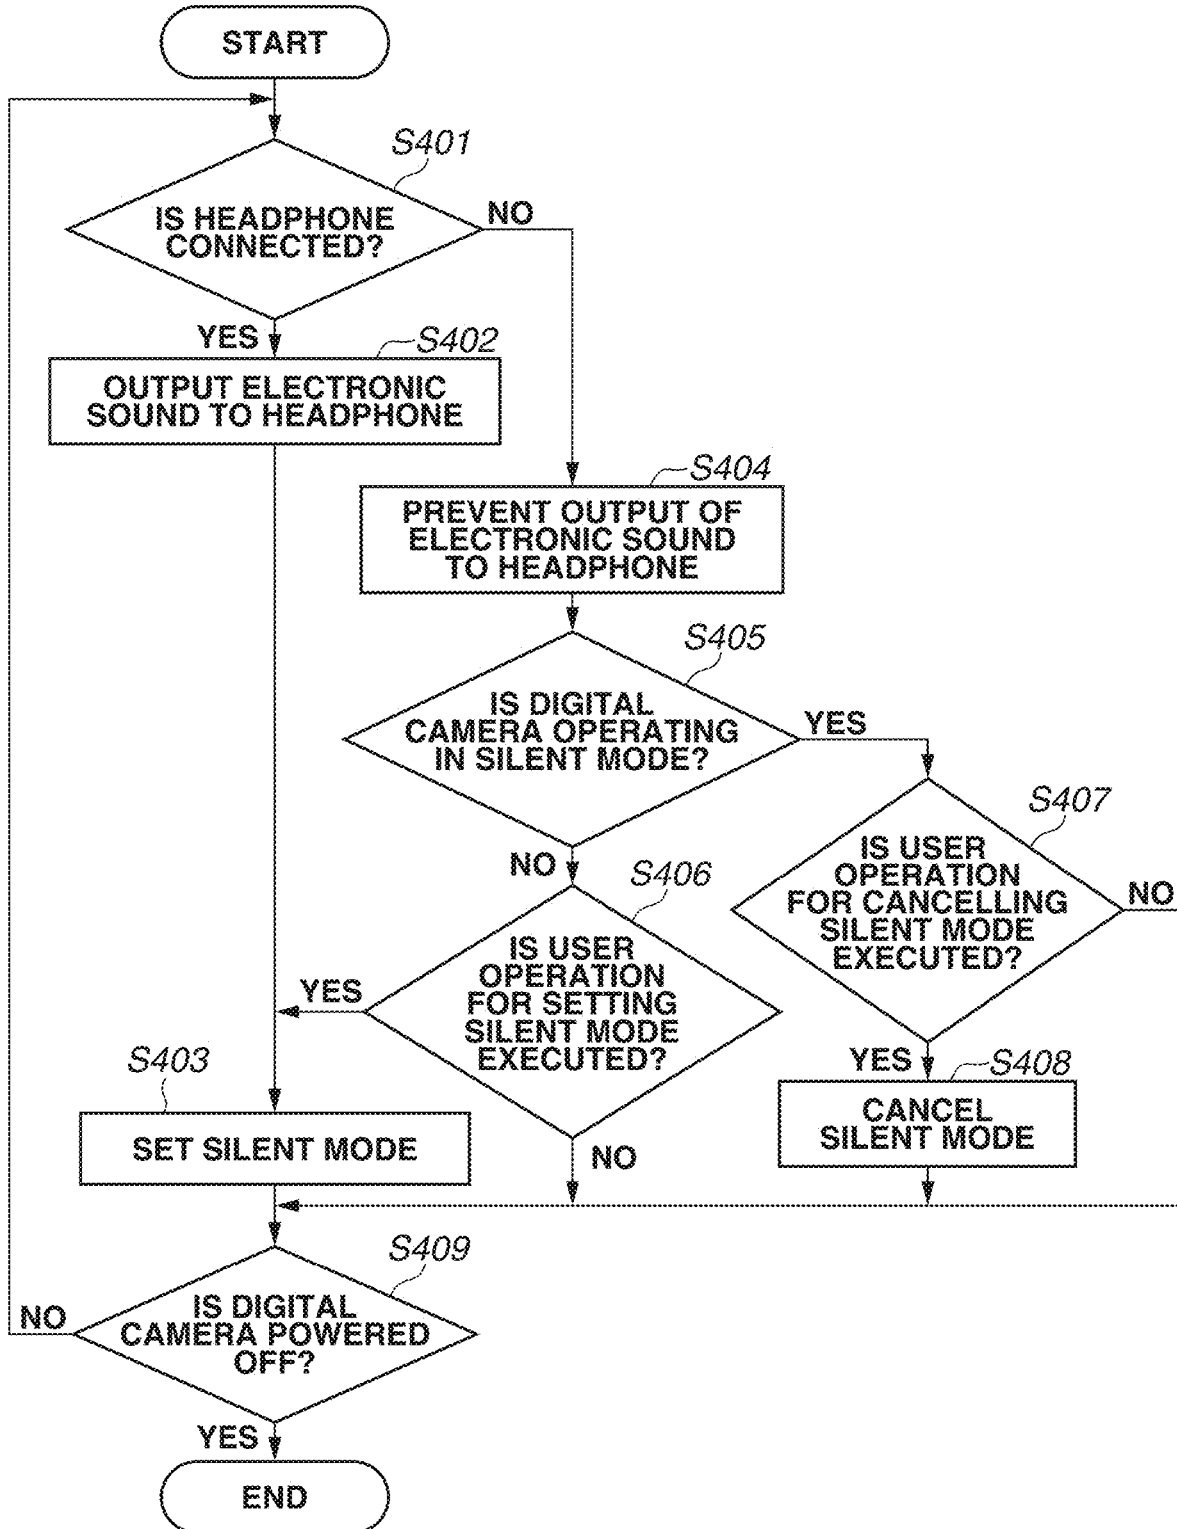 START
S401
IS HEADPHONE
CONNECTED?
NO
YES
S402
OUTPUT ELECTRONIC
SOUND TO HEADPHONE
S404
PREVENT OUTPUT OF
ELECTRONIC SOUND
TO HEADPHONE
S405
IS DIGITAL
CAMERA OPERATING
IN SILENT MODE?
YES
NO
S407
IS USER
OPERATION
FOR CANCELLING
SILENT MODE
EXECUTED?
NO
S406
IS USER
OPERATION
FOR SETTING
SILENT MODE
EXECUTED?
YES
NO
YES
S408
CANCEL
SILENT MODE
S403
SET SILENT MODE
S409
IS DIGITAL
CAMERA POWERED
OFF?
NO
YES
END